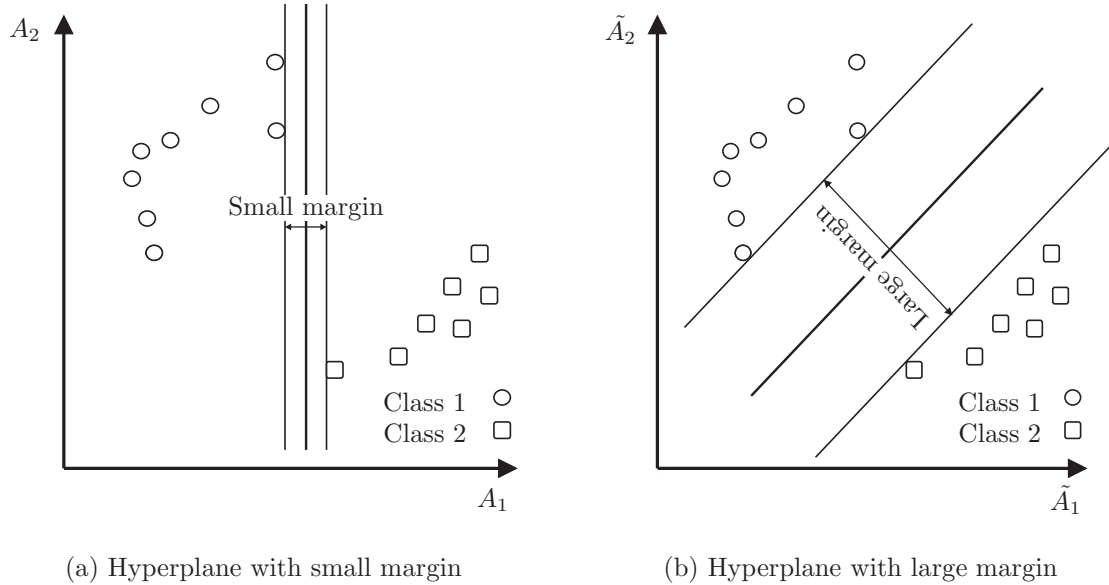 A₂
Small margin
Class 1
Class 2
A₁
(a) Hyperplane with small margin
Ã₂
Large margin
Class 1
Class 2
Ã₁
(b) Hyperplane with large margin